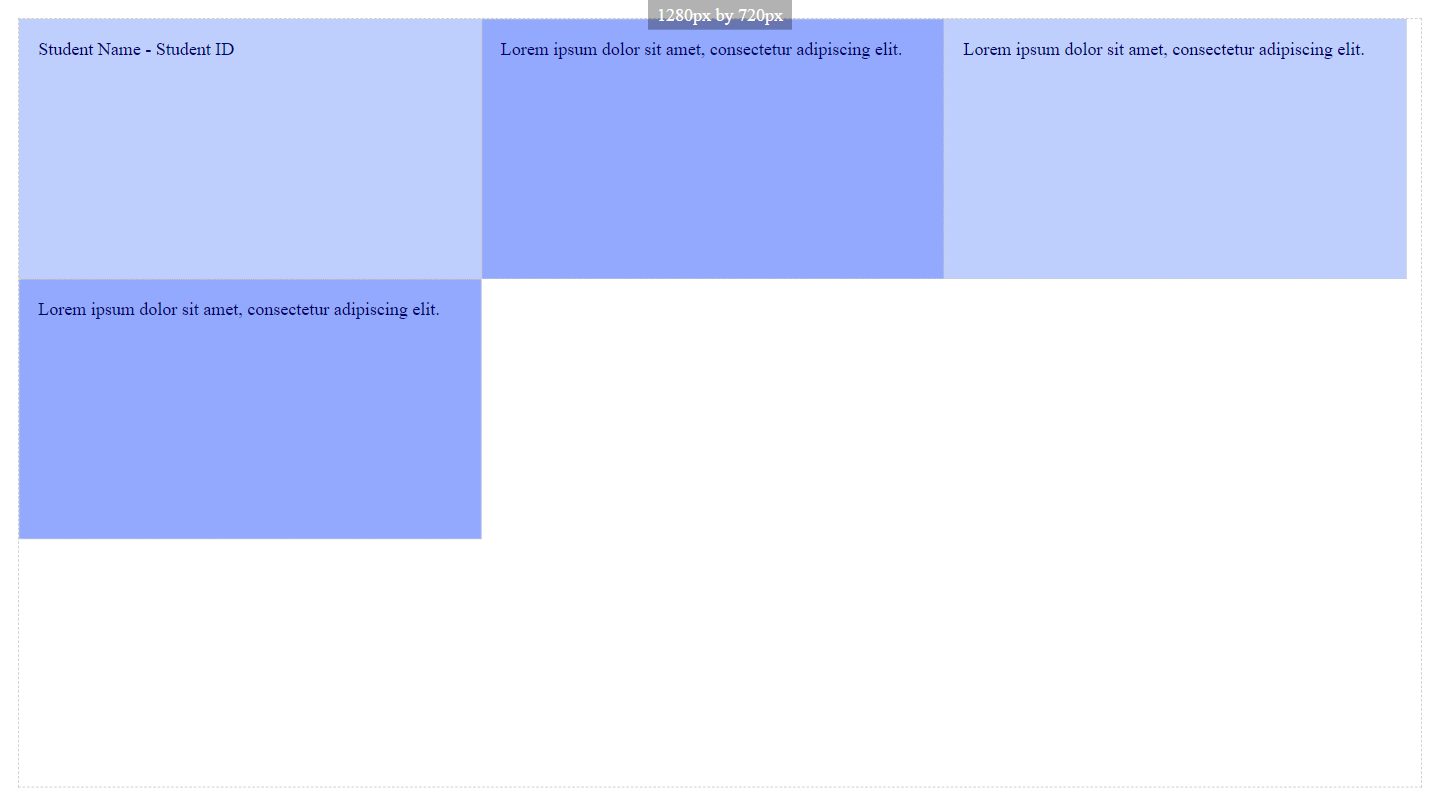 1280px by 720px
Student Name - Student ID
Lorem ipsum dolor sit amet, consectetur adipiscing elit.
Lorem ipsum dolor sit amet, consectetur adipiscing elit.
Lorem ipsum dolor sit amet, consectetur adipiscing elit.